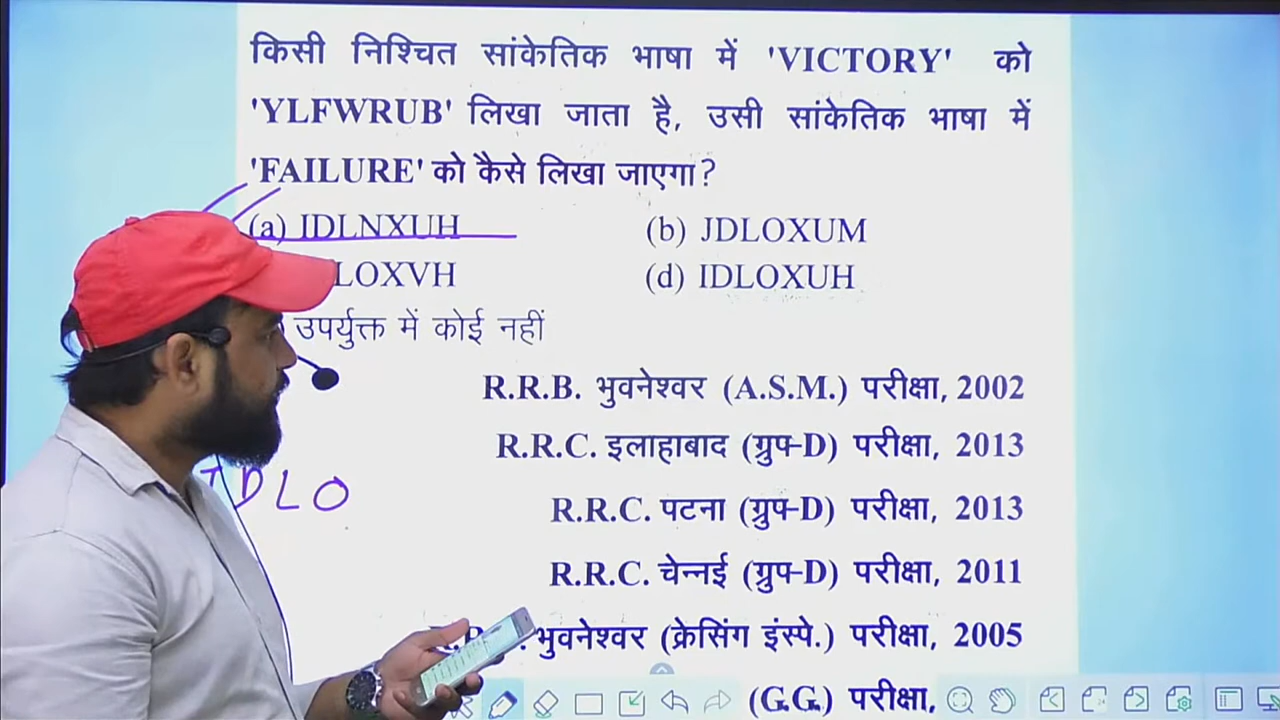 किसी निश्चित सांकेतिक भाषा में 'VICTORY' को
'YLFWRUB' लिखा जाता है, उसी सांकेतिक भाषा में
'FAILURE' को कैसे लिखा जाएगा?
(a) IDLNXUH (b) JDLOXUM
LOXVH (d) IDLOXUH
उपर्युक्त में कोई नहीं
R.R.B. भुवनेश्वर (A.S.M.) परीक्षा, 2002
R.R.C. इलाहाबाद (ग्रुप-D) परीक्षा, 2013
IDLO
R.R.C. पटना (ग्रुप-D) परीक्षा, 2013
R.R.C. चेन्नई (ग्रुप-D) परीक्षा, 2011
भुवनेश्वर (क्रेसिंग इंस्पे.) परीक्षा, 2005
(G.G.) परीक्षा,